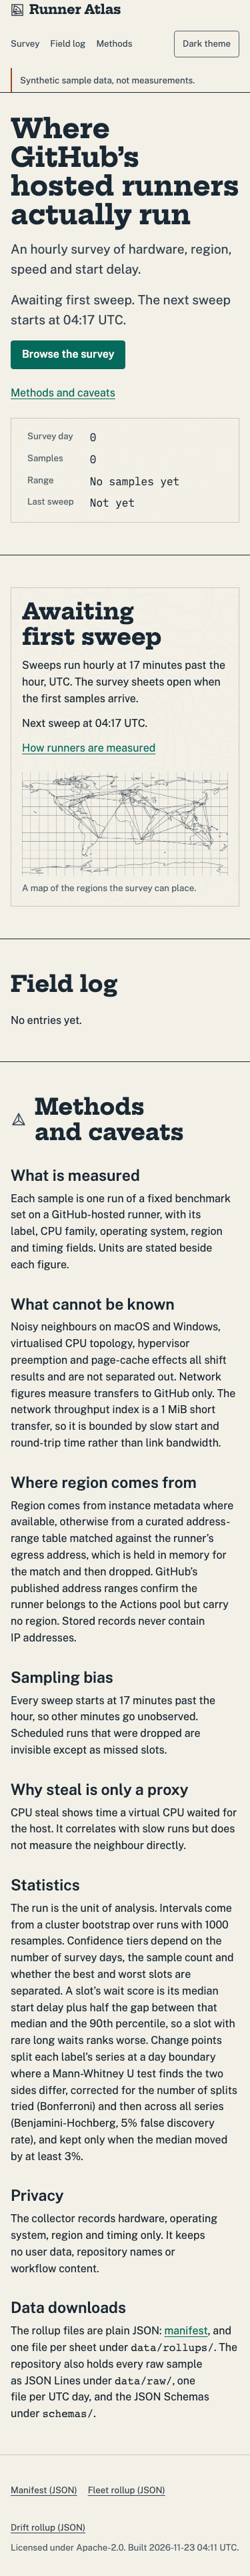 Runner Atlas
Survey Field log Methods Dark theme
Synthetic sample data, not measurements.
Where
GitHub’s
hosted runners
actually run
An hourly survey of hardware, region,
speed and start delay.
Awaiting first sweep. The next sweep
starts at 04:17 UTC.
Browse the survey
Methods and caveats
Survey day 0
Samples 0
Range No samples yet
Last sweep Not yet
Awaiting
first sweep
Sweeps run hourly at 17 minutes past the
hour, UTC. The survey sheets open when
the first samples arrive.
Next sweep at 04:17 UTC.
How runners are measured
A map of the regions the survey can place.
Field log
No entries yet.
Methods
and caveats
What is measured
Each sample is one run of a fixed benchmark
set on a GitHub-hosted runner, with its
label, CPU family, operating system, region
and timing fields. Units are stated beside
each figure.
What cannot be known
Noisy neighbours on macOS and Windows,
virtualised CPU topology, hypervisor
preemption and page-cache effects all shift
results and are not separated out. Network
figures measure transfers to GitHub only. The
network throughput index is a 1 MiB short
transfer, so it is bounded by slow start and
round-trip time rather than link bandwidth.
Where region comes from
Region comes from instance metadata where
available, otherwise from a curated address-
range table matched against the runner’s
egress address, which is held in memory for
the match and then dropped. GitHub’s
published address ranges confirm the
runner belongs to the Actions pool but carry
no region. Stored records never contain
IP addresses.
Sampling bias
Every sweep starts at 17 minutes past the
hour, so other minutes go unobserved.
Scheduled runs that were dropped are
invisible except as missed slots.
Why steal is only a proxy
CPU steal shows time a virtual CPU waited for
the host. It correlates with slow runs but does
not measure the neighbour directly.
Statistics
The run is the unit of analysis. Intervals come
from a cluster bootstrap over runs with 1000
resamples. Confidence tiers depend on the
number of survey days, the sample count and
whether the best and worst slots are
separated. A slot’s wait score is its median
start delay plus half the gap between that
median and the 90th percentile, so a slot with
rare long waits ranks worse. Change points
split each label’s series at a day boundary
where a Mann-Whitney U test finds the two
sides differ, corrected for the number of splits
tried (Bonferroni) and then across all series
(Benjamini-Hochberg, 5% false discovery
rate), and kept only when the median moved
by at least 3%.
Privacy
The collector records hardware, operating
system, region and timing only. It keeps
no user data, repository names or
workflow content.
Data downloads
The rollup files are plain JSON: manifest, and
one file per sheet under data/rollups/. The
repository also holds every raw sample
as JSON Lines under data/raw/, one
file per UTC day, and the JSON Schemas
under schemas/.
Manifest (JSON) Fleet rollup (JSON)
Drift rollup (JSON)
Licensed under Apache-2.0. Built 2026-11-23 04:11 UTC.